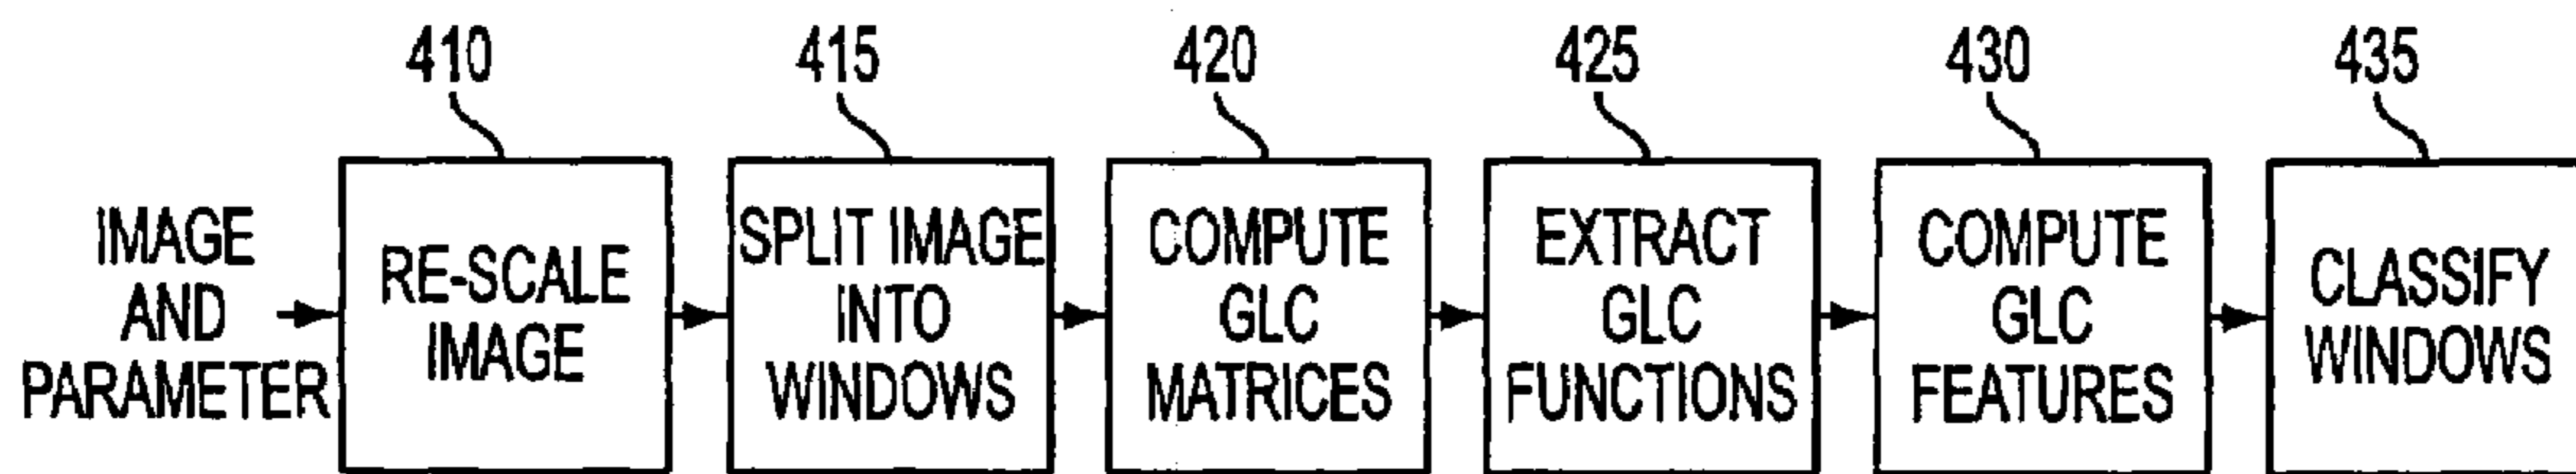 410
415
420
425
430
435
IMAGE
AND
PARAMETER
RE-SCALE
IMAGE
SPLIT IMAGE
INTO
WINDOWS
COMPUTE
GLC
MATRICES
EXTRACT
GLC
FUNCTIONS
COMPUTE
GLC
FEATURES
CLASSIFY
WINDOWS